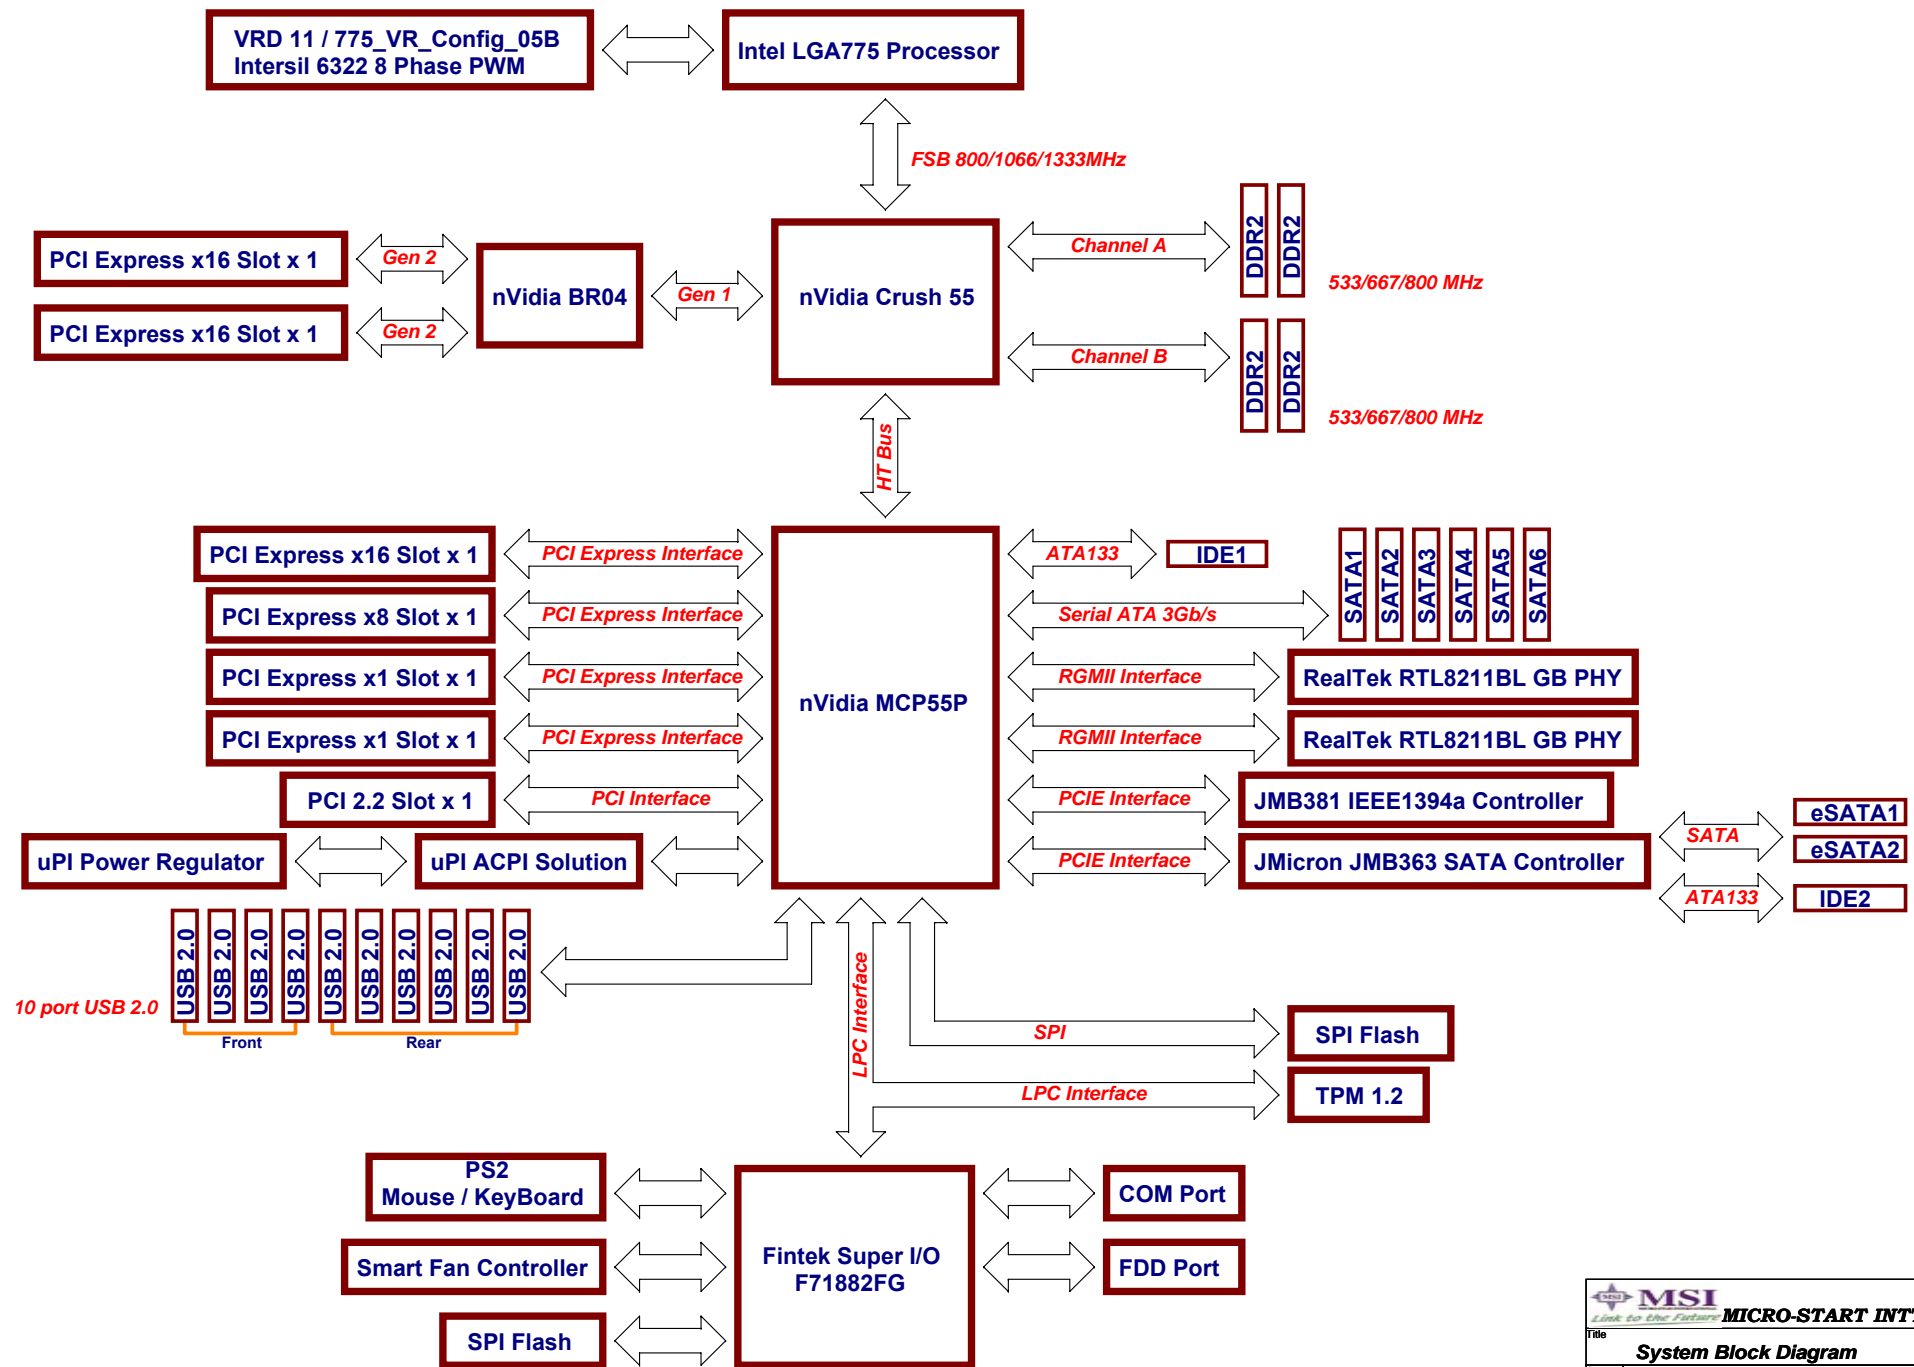 VRD 11 / 775_VR_Config_05B
Intersil 6322 8 Phase PWM
Intel LGA775 Processor
FSB 800/1066/1333MHz
PCI Express x16 Slot x 1
Gen 2
PCI Express x16 Slot x 1
Gen 2
nVidia BR04
Gen 1
nVidia Crush 55
Channel A
DDR2
DDR2
533/667/800 MHz
Channel B
DDR2
DDR2
533/667/800 MHz
HT Bus
PCI Express x16 Slot x 1
PCI Express Interface
PCI Express x8 Slot x 1
PCI Express Interface
PCI Express x1 Slot x 1
PCI Express Interface
PCI Express x1 Slot x 1
PCI Express Interface
PCI 2.2 Slot x 1
PCI Interface
uPI Power Regulator
uPI ACPI Solution
nVidia MCP55P
ATA133
IDE1
Serial ATA 3Gb/s
SATA1
SATA2
SATA3
SATA4
SATA5
SATA6
RGMII Interface
RealTek RTL8211BL GB PHY
RGMII Interface
RealTek RTL8211BL GB PHY
PCIE Interface
JMB381 IEEE1394a Controller
PCIE Interface
JMicron JMB363 SATA Controller
SATA
eSATA1
eSATA2
ATA133
IDE2
10 port USB 2.0
USB 2.0
USB 2.0
USB 2.0
USB 2.0
USB 2.0
USB 2.0
USB 2.0
USB 2.0
USB 2.0
USB 2.0
Front
Rear
LPC Interface
SPI
SPI Flash
LPC Interface
TPM 1.2
PS2
Mouse / KeyBoard
Smart Fan Controller
SPI Flash
Fintek Super I/O
F71882FG
COM Port
FDD Port
MSI
MSI
Link to the Future
MICRO-START INT'
Title
System Block Diagram